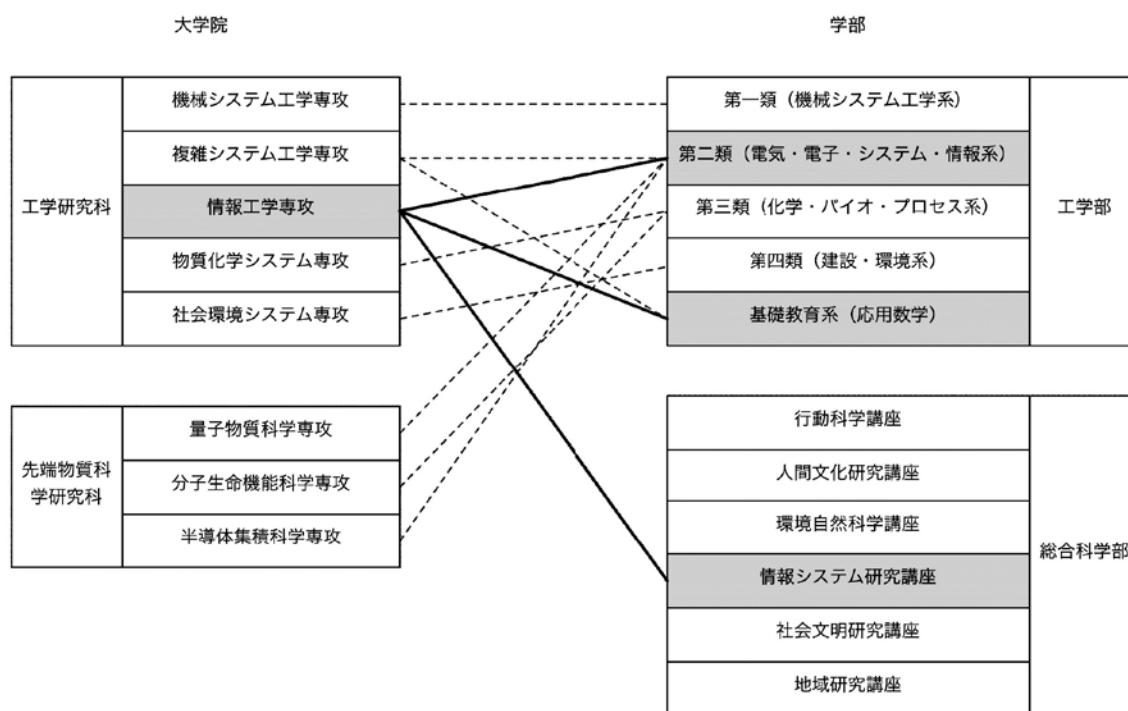 大学院
学部
工学研究科
機械システム工学専攻
複雑システム工学専攻
情報工学専攻
物質化学システム専攻
社会環境システム専攻
先端物質科
学研究科
量子物質科学専攻
分子生命機能科学専攻
半導体集積科学専攻
第一類（機械システム工学系）
第二類（電気・電子・システム・情報系）
第三類（化学・バイオ・プロセス系）
第四類（建設・環境系）
基礎教育系（応用数学）
工学部
行動科学講座
人間文化研究講座
環境自然科学講座
情報システム研究講座
社会文明研究講座
地域研究講座
総合科学部